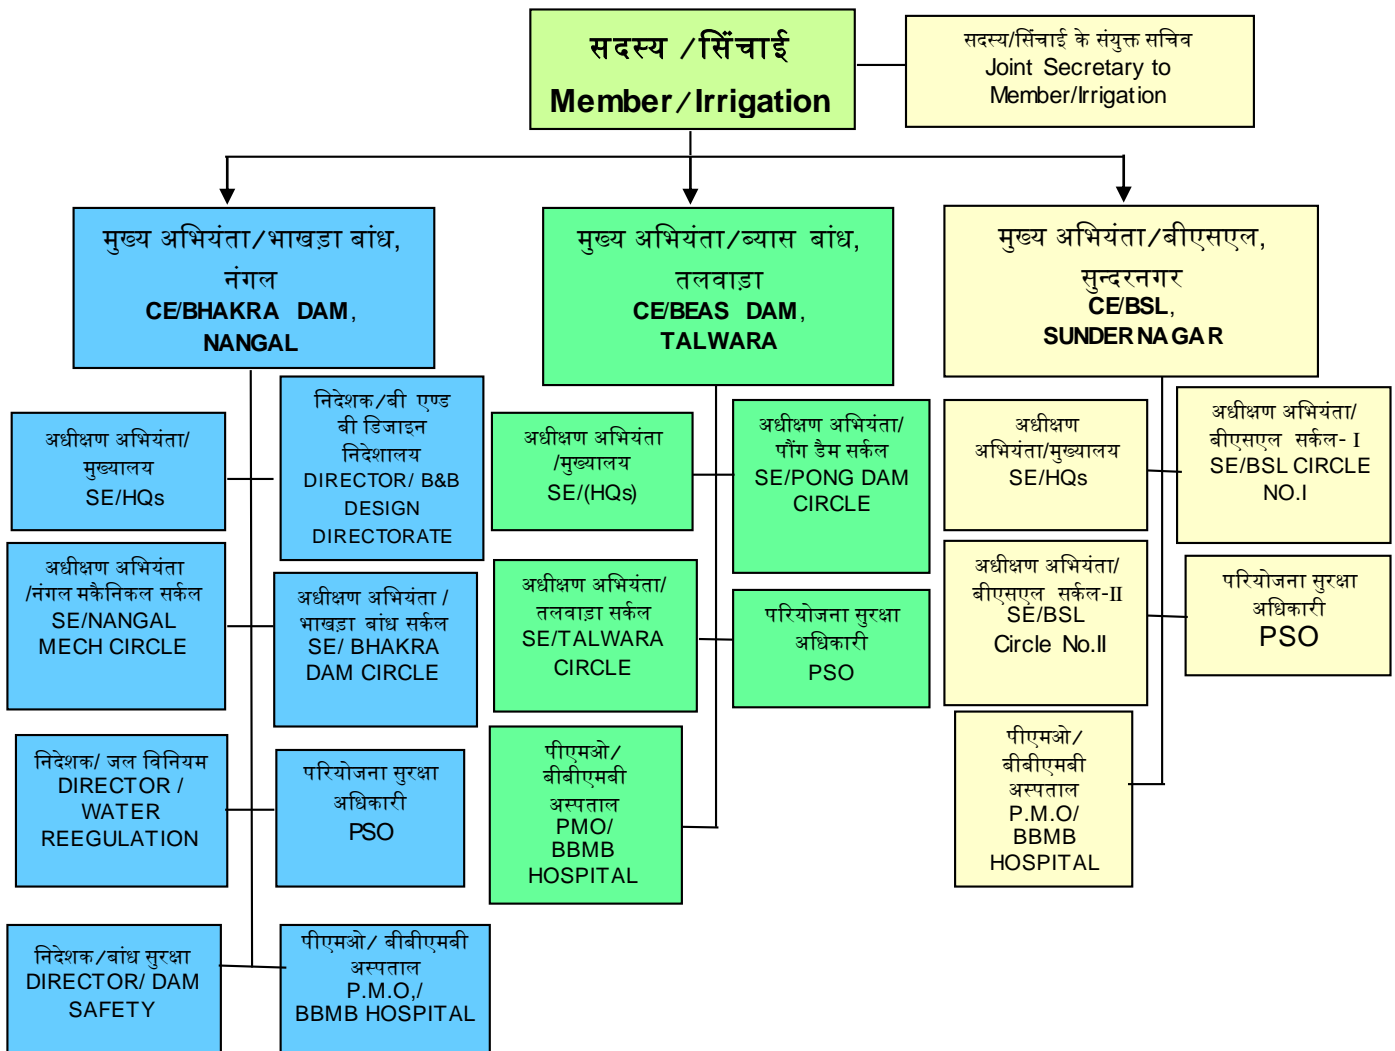 सदस्य /सिंचाई
Member/Irrigation
सदस्य/सिंचाई के संयुक्त सचिव
Joint Secretary to
Member/Irrigation
मुख्य अभियंता/भाखड़ा बांध,
नंगल
CE/BHAKRA DAM,
NANGAL
मुख्य अभियंता/ब्यास बांध,
तलवाड़ा
CE/BEAS DAM,
TALWARA
मुख्य अभियंता/बीएसएल,
सुन्दरनगर
CE/BSL,
SUNDERNAGAR
अधीक्षण अभियंता/
मुख्यालय
SE/HQs
निदेशक/बी एण्ड
बी डिजाइन
निदेशालय
DIRECTOR/ B&B
DESIGN
DIRECTORATE
अधीक्षण अभियंता
/मुख्यालय
SE/(HQs)
अधीक्षण अभियंता/
पौंग डैम सर्कल
SE/PONG DAM
CIRCLE
अधीक्षण
अभियंता/मुख्यालय
SE/HQs
अधीक्षण अभियंता/
बीएसएल सर्कल- I
SE/BSL CIRCLE
NO.I
अधीक्षण अभियंता
/नंगल मकैनिकल सर्कल
SE/NANGAL
MECH CIRCLE
अधीक्षण अभियंता /
भाखड़ा बांध सर्कल
SE/ BHAKRA
DAM CIRCLE
अधीक्षण अभियंता/
तलवाड़ा सर्कल
SE/TALWARA
CIRCLE
परियोजना सुरक्षा
अधिकारी
PSO
अधीक्षण अभियंता/
बीएसएल सर्कल-II
SE/BSL
Circle No.II
परियोजना सुरक्षा
अधिकारी
PSO
निदेशक/ जल विनियम
DIRECTOR /
WATER
REEGULATION
परियोजना सुरक्षा
अधिकारी
PSO
पीएमओ/
बीबीएमबी
अस्पताल
PMO/
BBMB
HOSPITAL
पीएमओ/
बीबीएमबी
अस्पताल
P.M.O/
BBMB
HOSPITAL
निदेशक/बांध सुरक्षा
DIRECTOR/ DAM
SAFETY
पीएमओ/ बीबीएमबी
अस्पताल
P.M.O,/
BBMB HOSPITAL